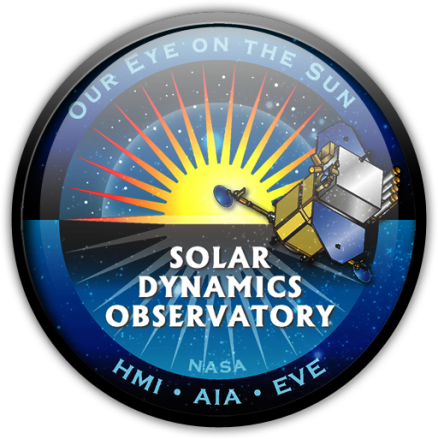 OUR EYE ON THE SUN
SOLAR
DYNAMICS
OBSERVATORY
NASA
HMI • AIA • EVE